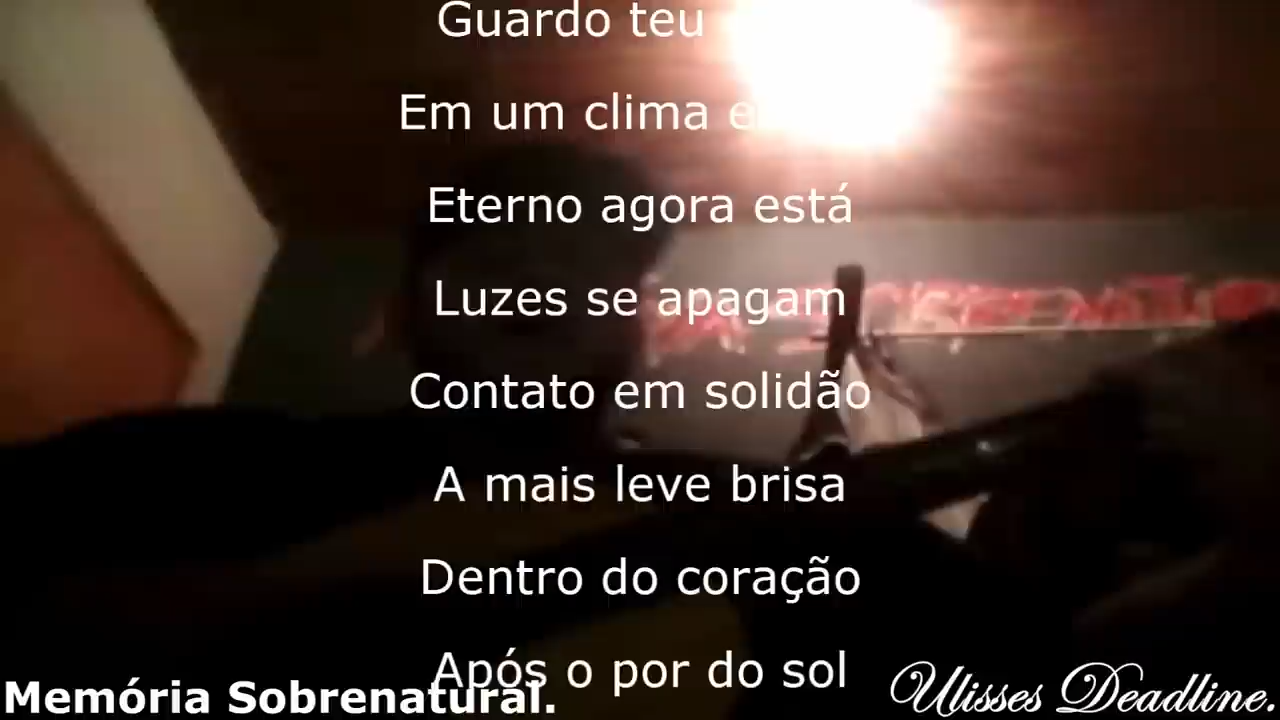 Guardo teu
Em um clima
Eterno agora está
Luzes se apagam
Contato em solidão
A mais leve brisa
Dentro do coração
Após o por do sol
Memória Sobrenatural.
Ulisses Deadline.